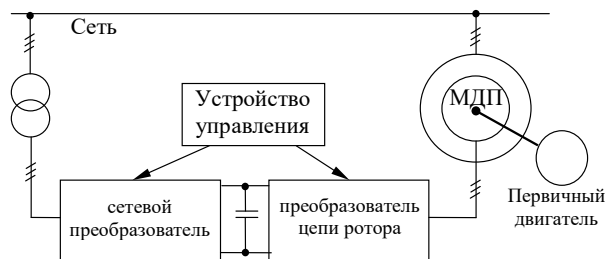 Сеть
МДП
Устройство
управления
Первичный
двигатель
сетевой
преобразователь
преобразователь
цепи ротора